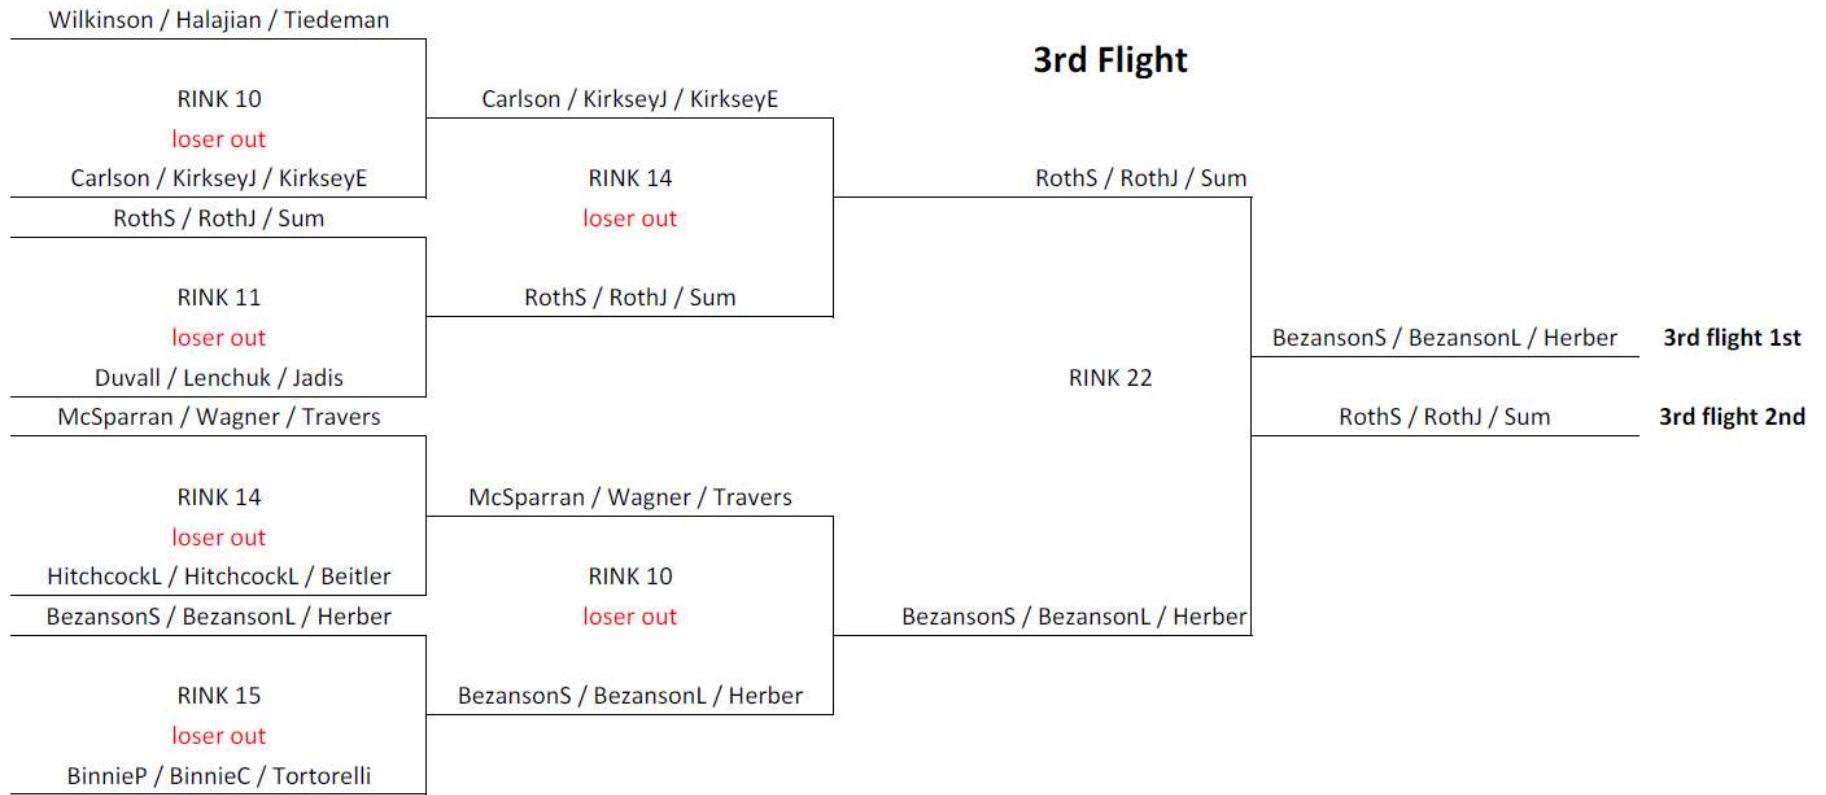 Wilkinson / Halajian / Tiedeman
3rd Flight
RINK 10
Carlson / KirkseyJ / KirkseyE
loser out
Carlson / KirkseyJ / KirkseyE
RINK 14
RothS / RothJ / Sum
RothS / RothJ / Sum
loser out
RINK 11
RothS / RothJ / Sum
loser out
BezansonS / BezansonL / Herber
3rd flight 1st
Duvall / Lenchuk / Jadis
RINK 22
McSparran / Wagner / Travers
RothS / RothJ / Sum
3rd flight 2nd
RINK 14
McSparran / Wagner / Travers
loser out
HitchcockL / HitchcockL / Beitler
RINK 10
BezansonS / BezansonL / Herber
loser out
BezansonS / BezansonL / Herber
RINK 15
BezansonS / BezansonL / Herber
loser out
BinnieP / BinnieC / Tortorelli